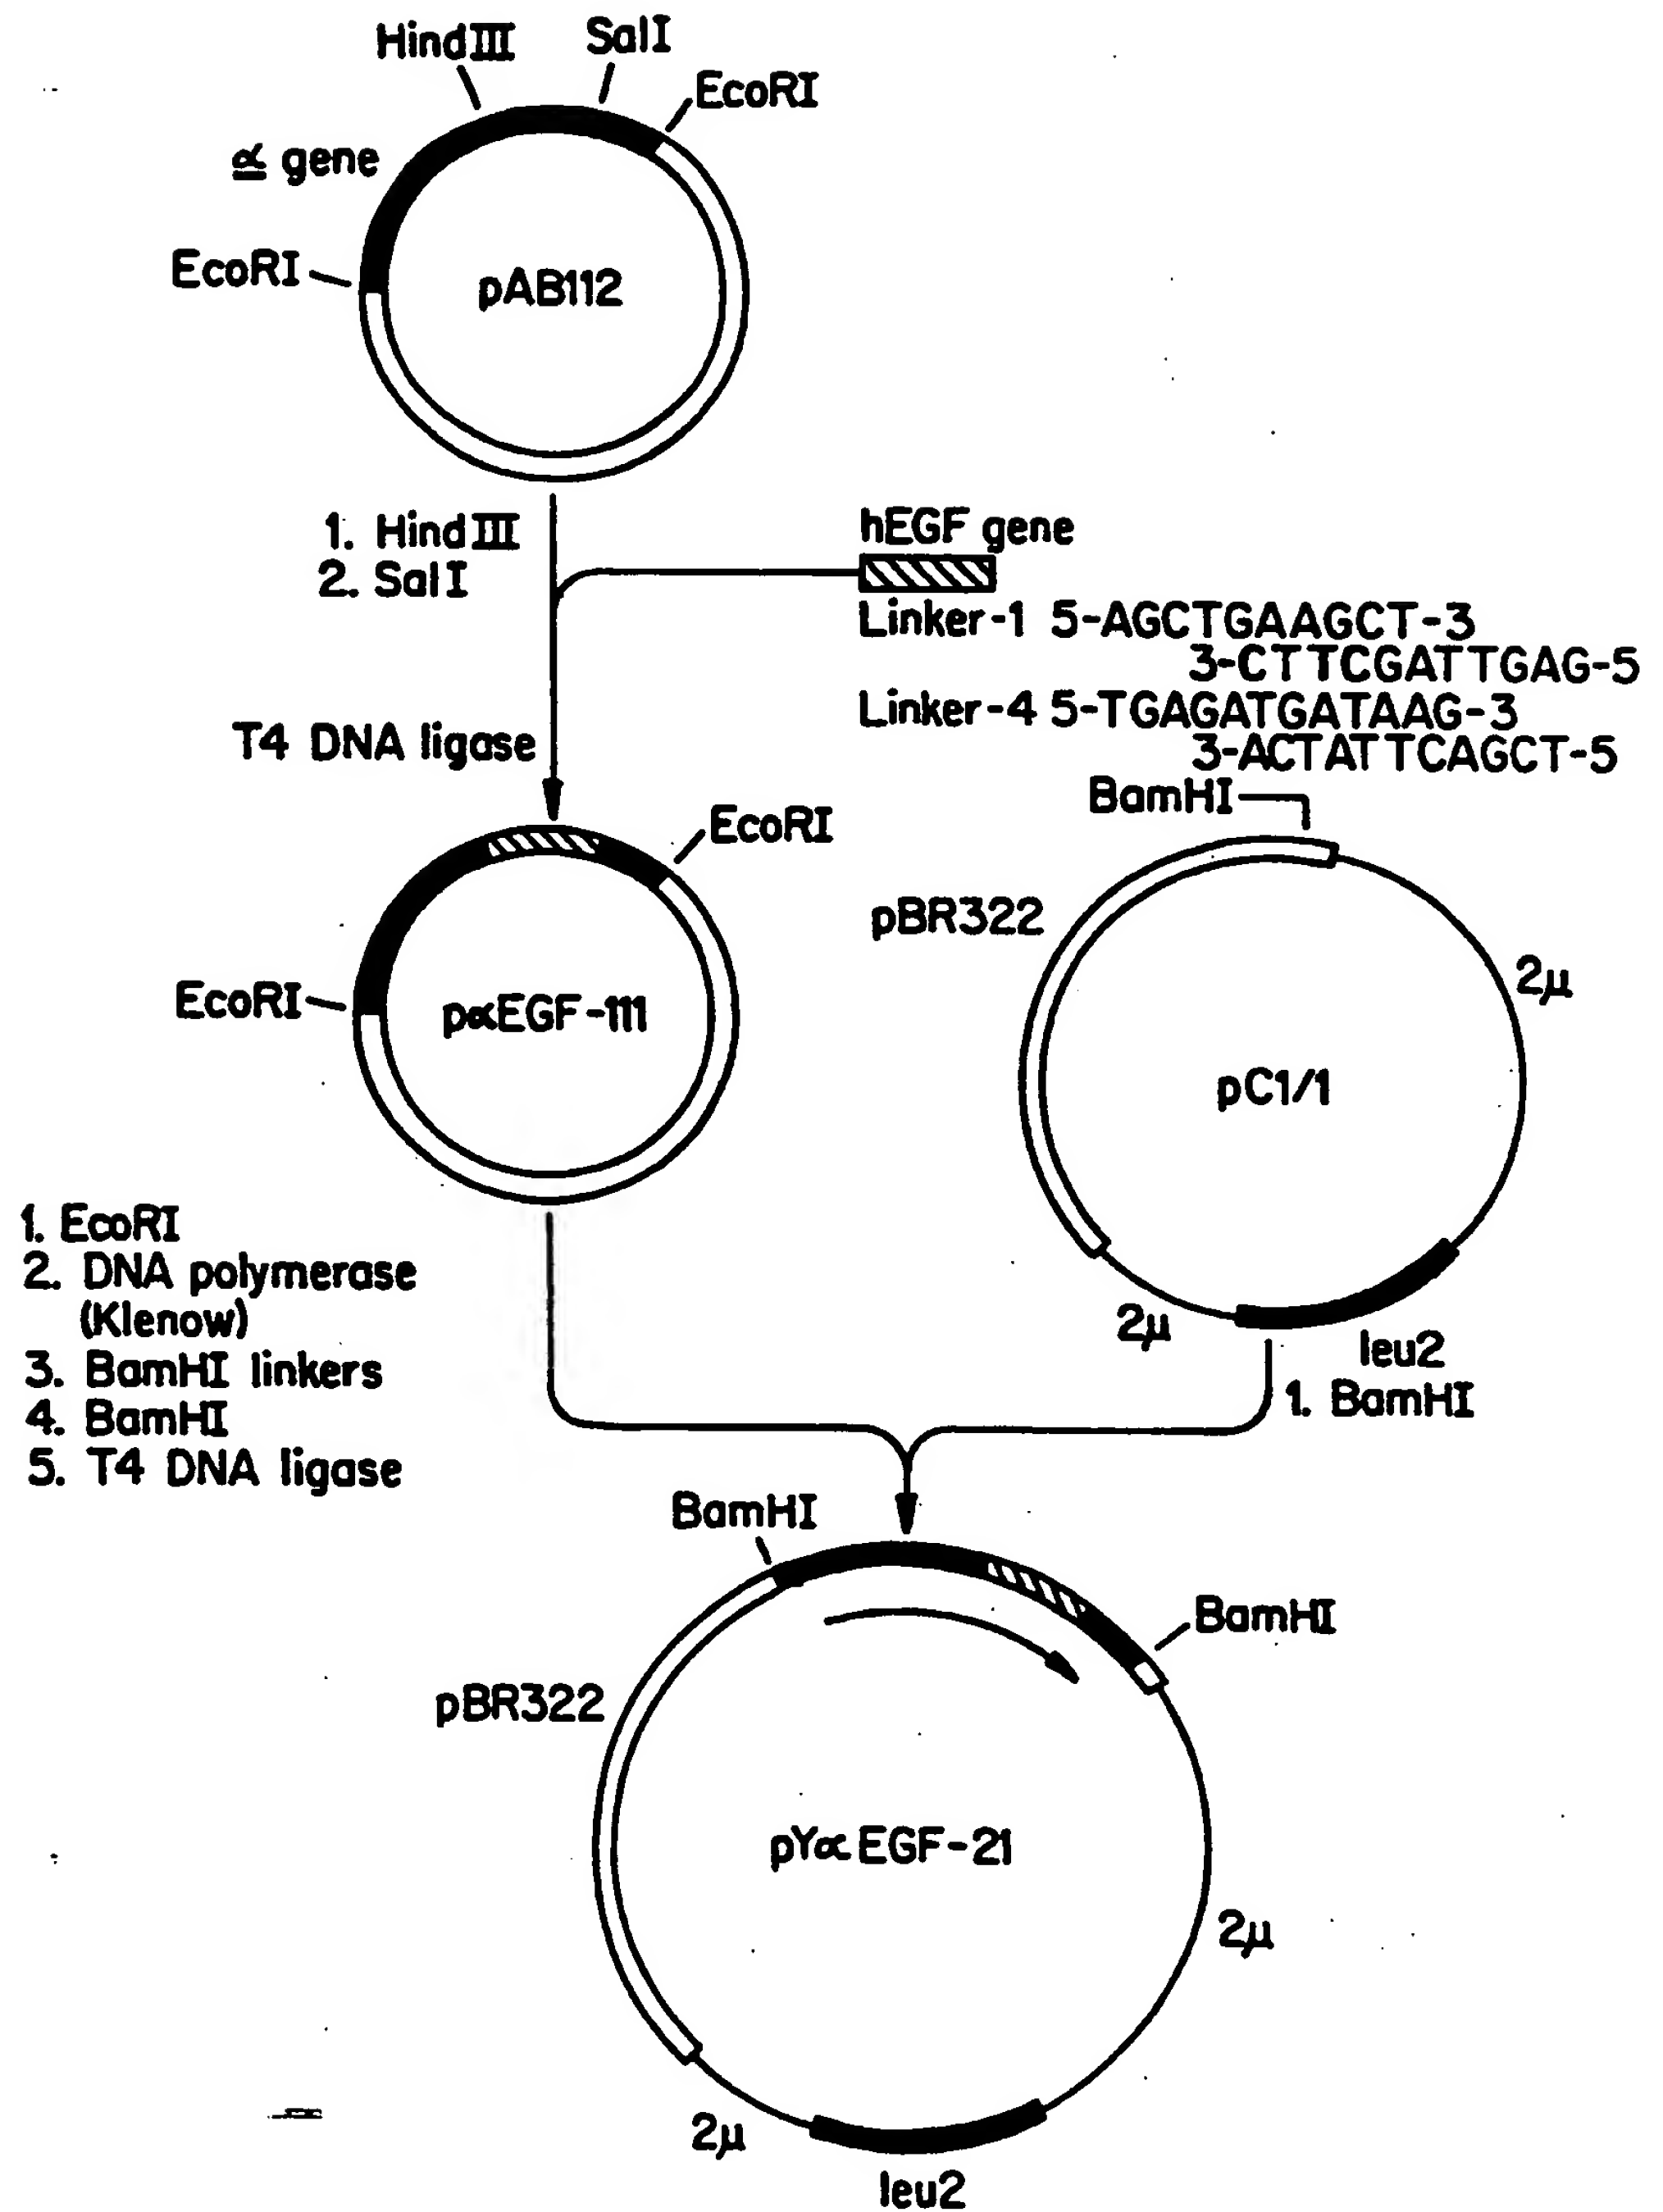 HindIII
SalI
EcoRI
α gene
EcoRI
pAB112
1. HindIII
2. SalI
hEGF gene
Linker-1 5-AGCTGAAGCT-3
3-CTTCGATTGAG-5
Linker-4 5-TGAGATGATAAG-3
3-ACTATTCAGCT-5
T4 DNA ligase
BamHI
EcoRI
pBR322
2μ
EcoRI
pαEGF-111
pC1/1
1. EcoRI
2. DNA polymerase
(Klenow)
3. BamHI linkers
4. BamHI
5. T4 DNA ligase
2μ
leu2
1. BamHI
BamHI
BamHI
pBR322
pYαEGF-21
2μ
2μ
leu2